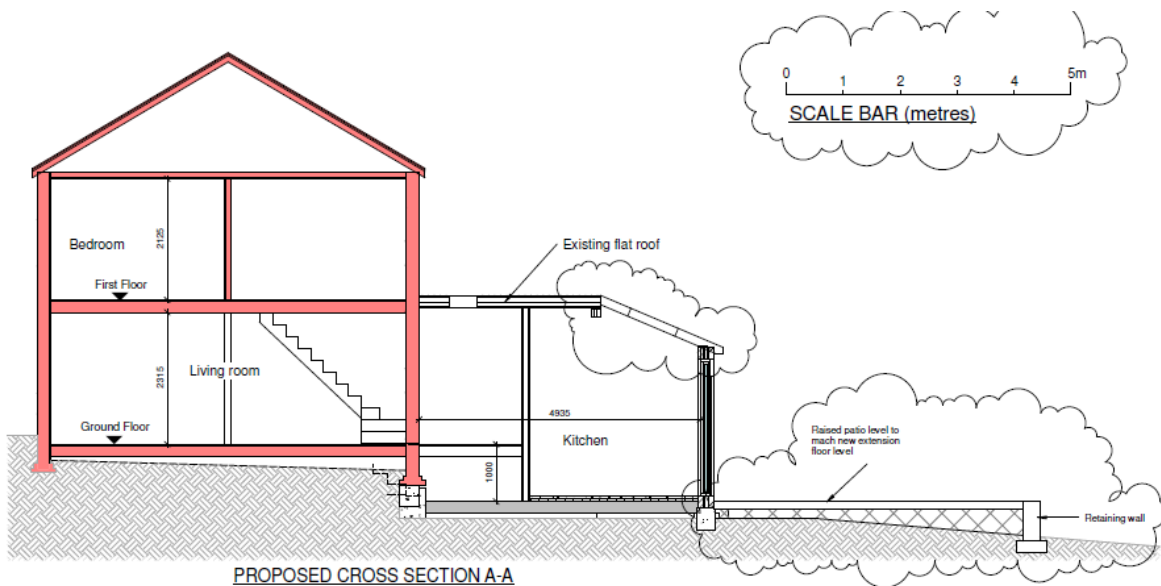 0 1 2 3 4 5m
SCALE BAR (metres)
Bedroom
2125
Existing flat roof
First Floor
Living room
2315
4935
Ground Floor
Kitchen
1000
Raised patio level to
mach new extension
floor level
Retaining wall
PROPOSED CROSS SECTION A-A